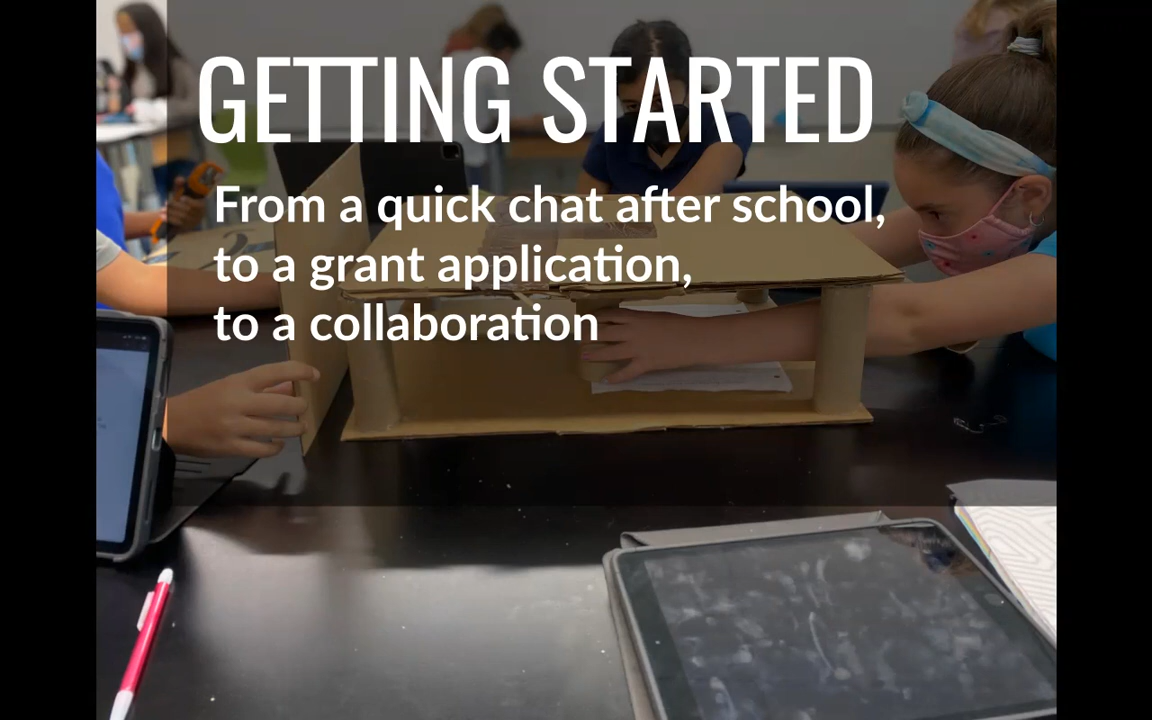 GETTING STARTED
From a quick chat after school,
to a grant application,
to a collaboration